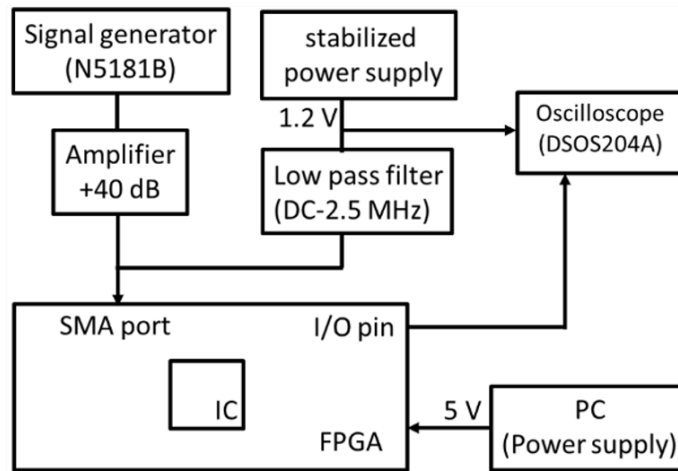 Signal generator
(N5181B)
stabilized
power supply
1.2 V
Oscilloscope
(DSOS204A)
Amplifier
+40 dB
Low pass filter
(DC-2.5 MHz)
SMA port
I/O pin
IC
FPGA
5 V
PC
(Power supply)